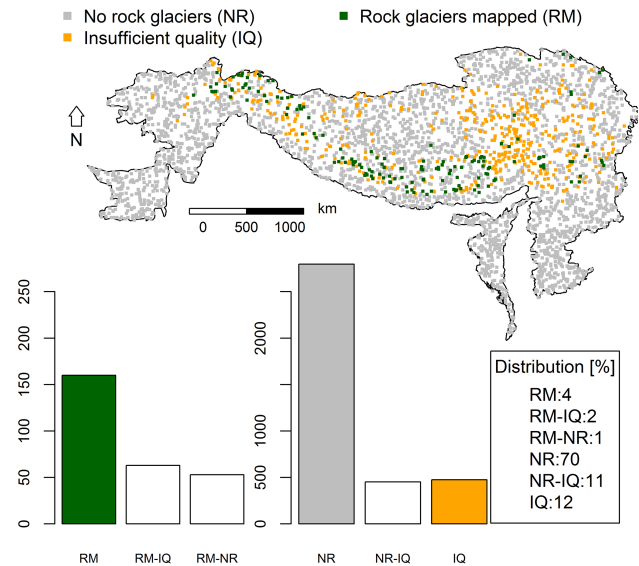 No rock glaciers (NR)
Rock glaciers mapped (RM)
Insufficient quality (IQ)
N
km
0 500 1000
250
200
150
100
50
0
RM RM-IQ RM-NR
2000
1000
500
0
NR NR-IQ IQ
Distribution [%]
RM:4
RM-IQ:2
RM-NR:1
NR:70
NR-IQ:11
IQ:12